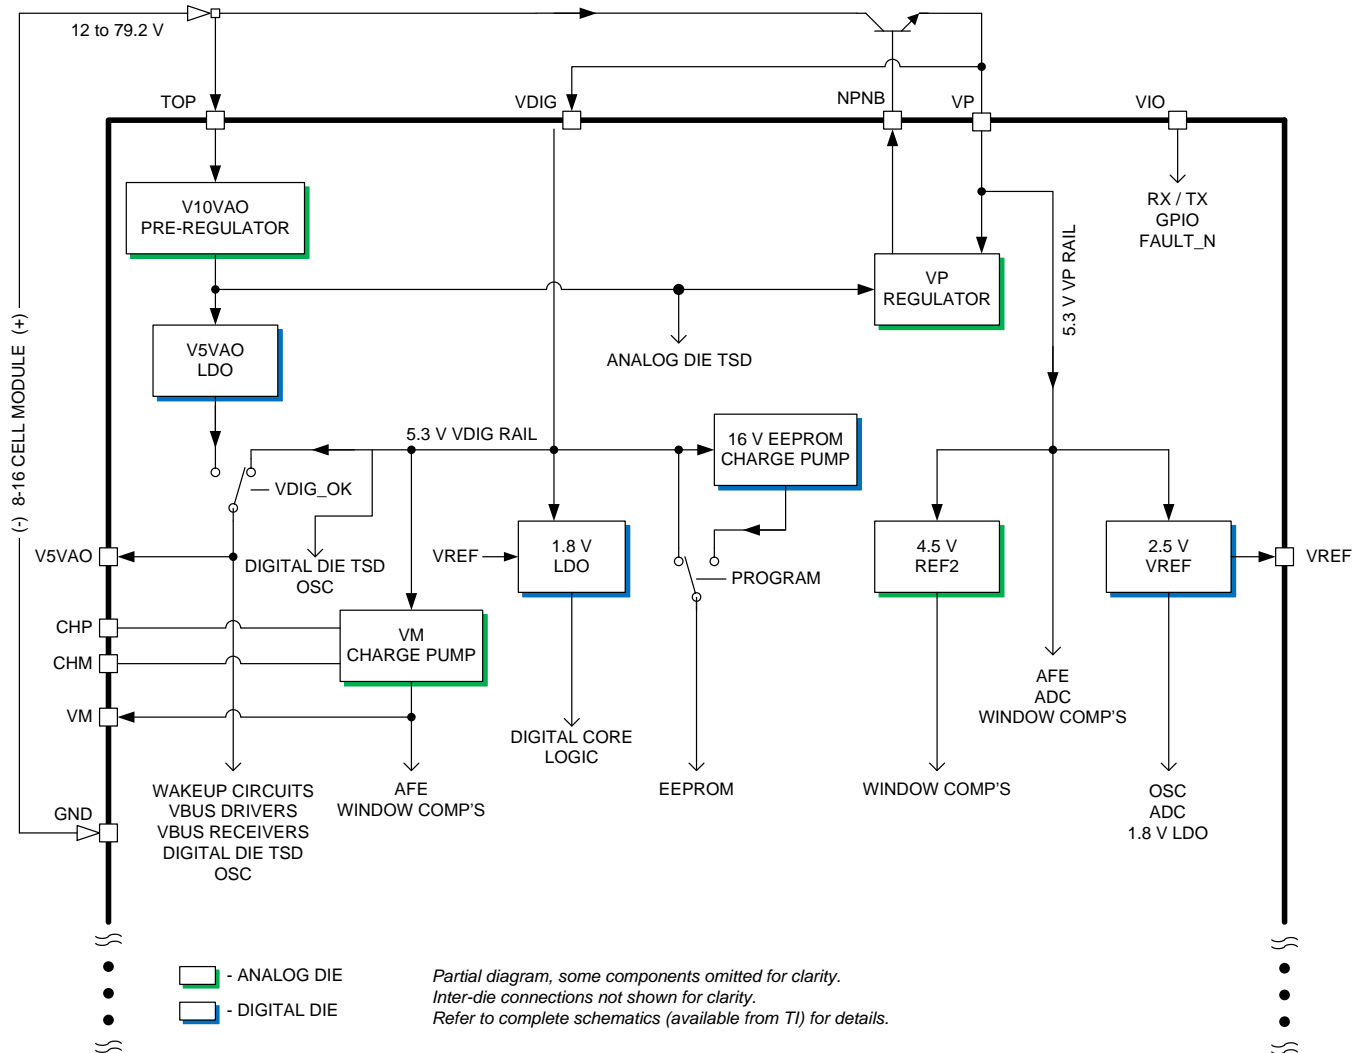 12 to 79.2 V
TOP
VDIG
NPNB
VP
VIO
V10VAO
PRE-REGULATOR
RX / TX
GPIO
FAULT_N
VP
REGULATOR
5.3 V VP RAIL
(-) 8-16 CELL MODULE (+)
V5VAO
LDO
ANALOG DIE TSD
5.3 V VDIG RAIL
16 V EEPROM
CHARGE PUMP
VDIG_OK
V5VAO
DIGITAL DIE TSD
OSC
VREF
1.8 V
LDO
PROGRAM
4.5 V
REF2
2.5 V
VREF
VREF
CHP
CHM
VM
CHARGE PUMP
VM
AFE
ADC
WINDOW COMP'S
DIGITAL CORE
LOGIC
GND
WAKEUP CIRCUITS
VBUS DRIVERS
VBUS RECEIVERS
DIGITAL DIE TSD
OSC
AFE
WINDOW COMP'S
EEPROM
WINDOW COMP'S
OSC
ADC
1.8 V LDO
- ANALOG DIE
- DIGITAL DIE
Partial diagram, some components omitted for clarity.
Inter-die connections not shown for clarity.
Refer to complete schematics (available from TI) for details.